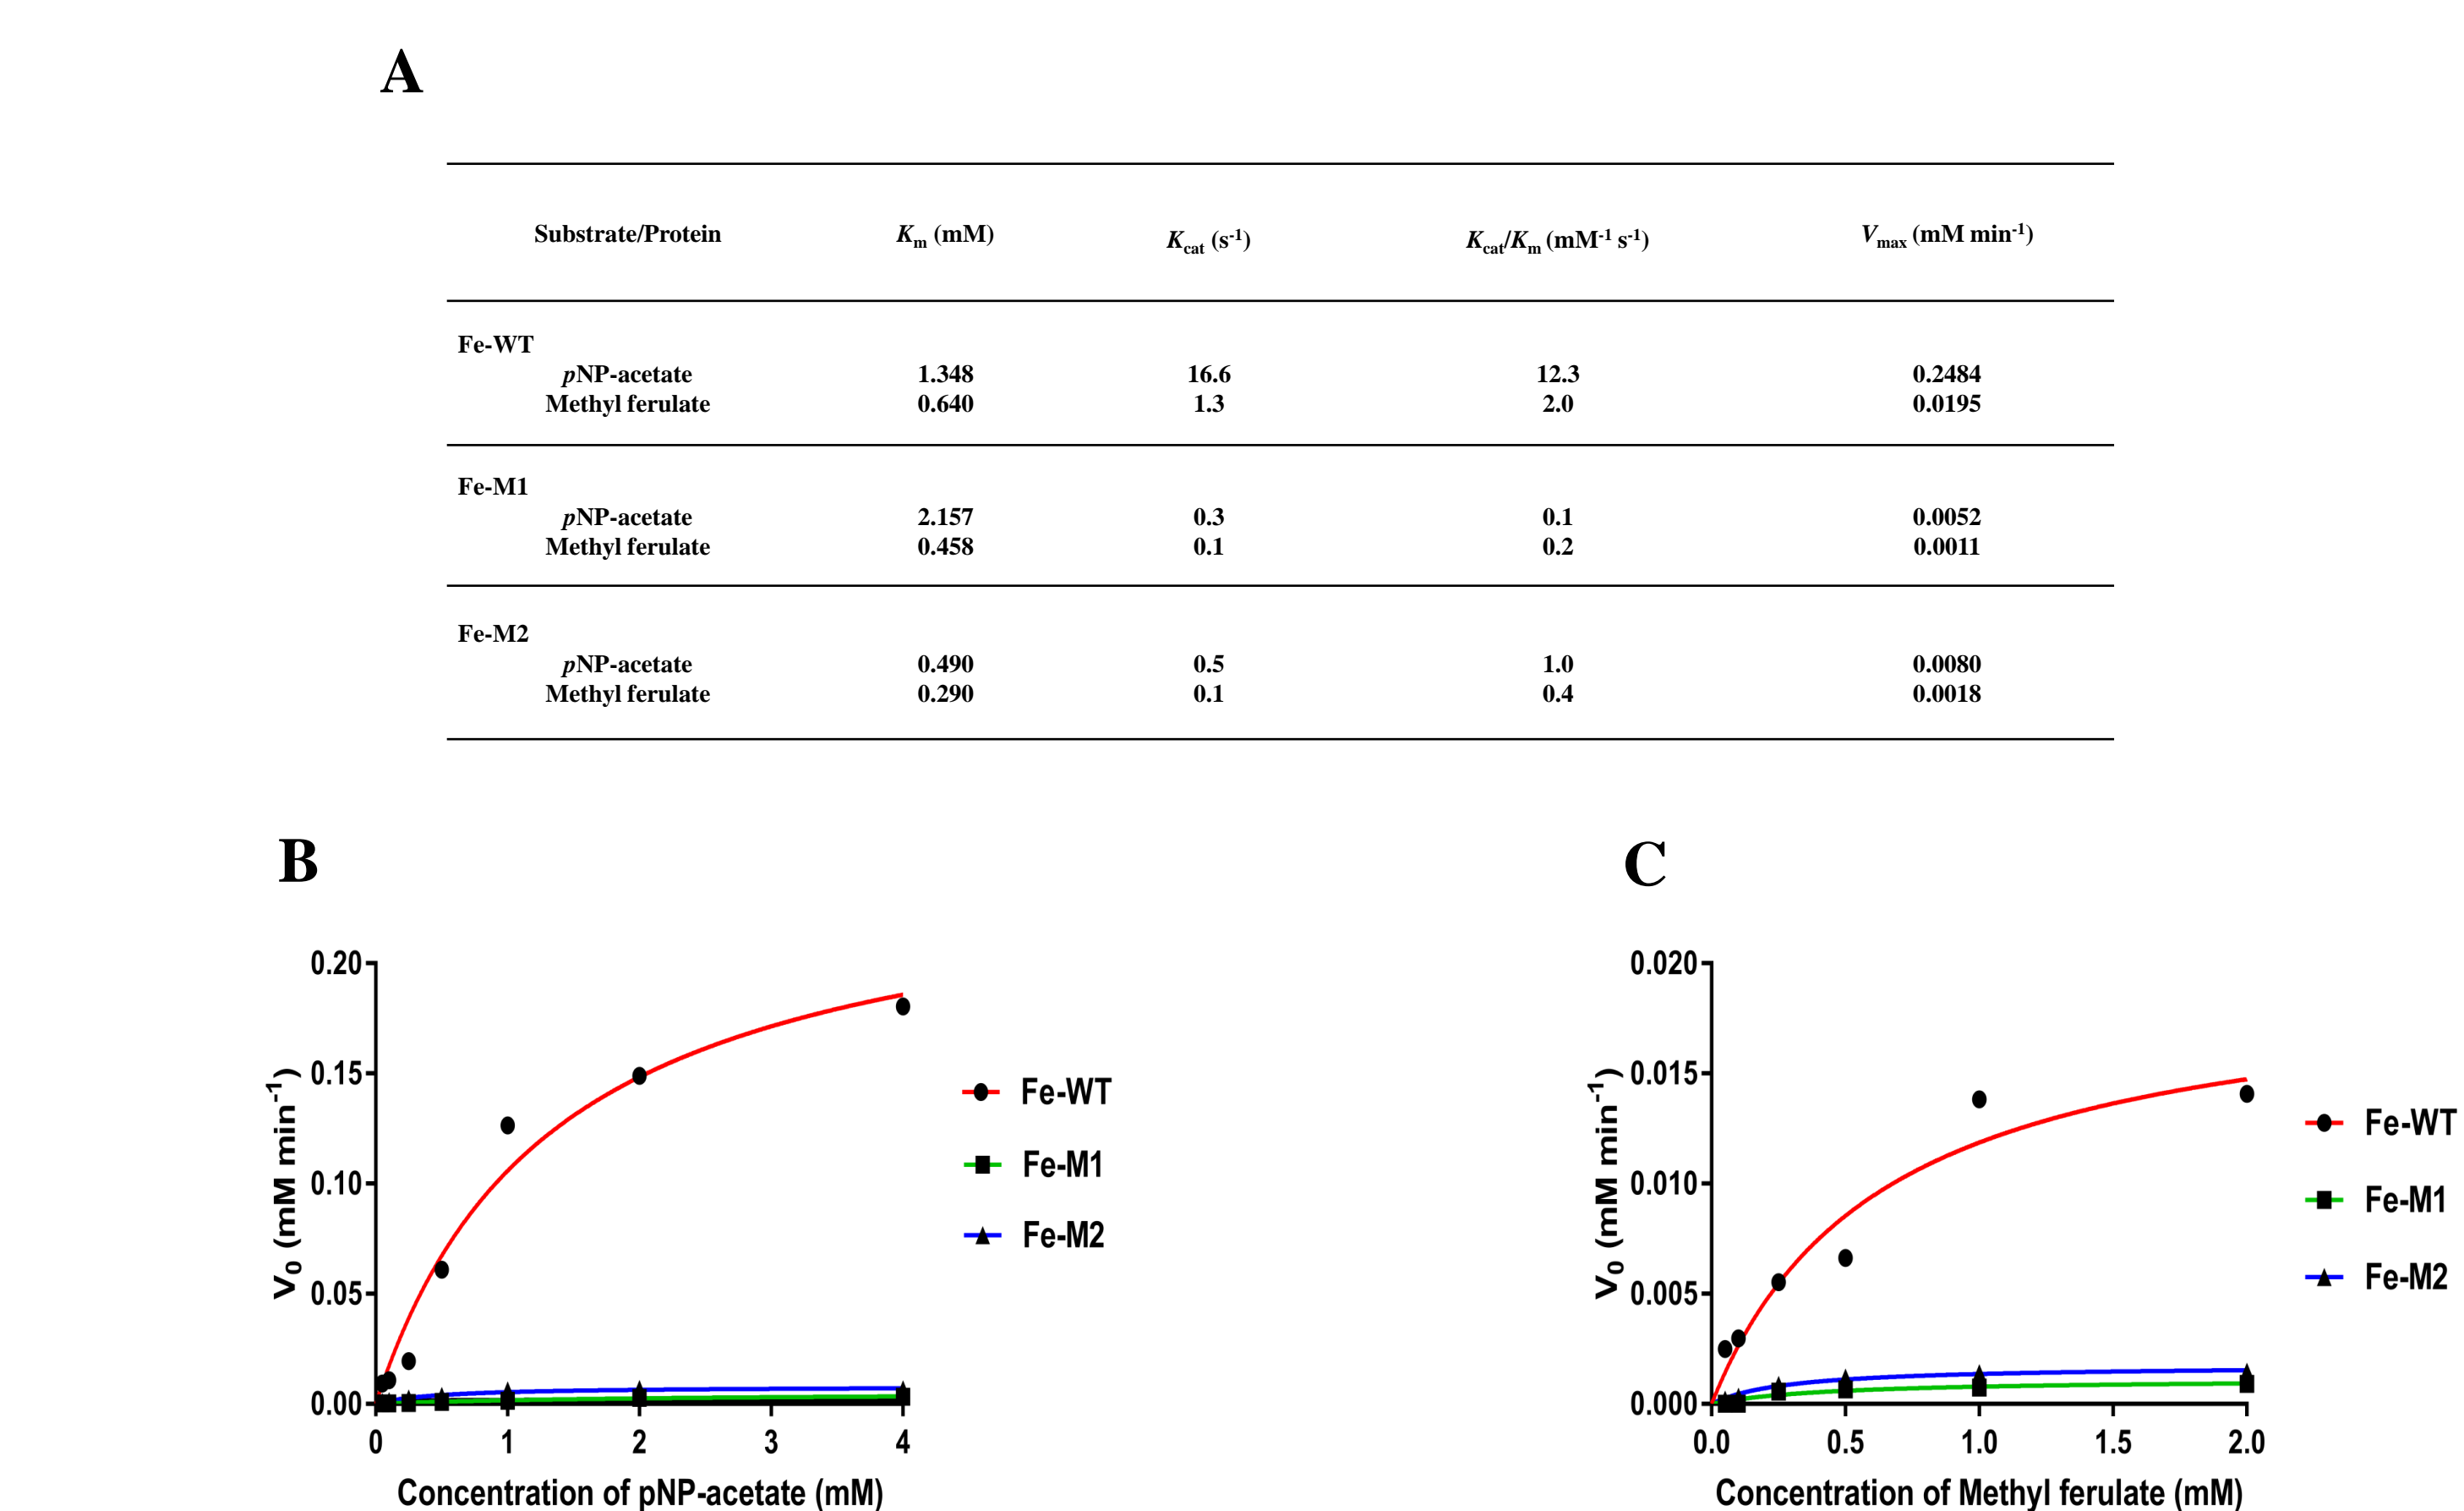 A
Substrate/Protein K_m (mM) K_cat (s^-1) K_cat/K_m (mM^-1 s^-1) V_max (mM min^-1)
Fe-WT
pNP-acetate 1.348 16.6 12.3 0.2484
Methyl ferulate 0.640 1.3 2.0 0.0195
Fe-M1
pNP-acetate 2.157 0.3 0.1 0.0052
Methyl ferulate 0.458 0.1 0.2 0.0011
Fe-M2
pNP-acetate 0.490 0.5 1.0 0.0080
Methyl ferulate 0.290 0.1 0.4 0.0018
B
V_0 (mM min^-1)
0.20
0.15
0.10
0.05
0.00
0 1 2 3 4
Concentration of pNP-acetate (mM)
Fe-WT
Fe-M1
Fe-M2
C
V_0 (mM min^-1)
0.020
0.015
0.010
0.005
0.000
0.0 0.5 1.0 1.5 2.0
Concentration of Methyl ferulate (mM)
Fe-WT
Fe-M1
Fe-M2